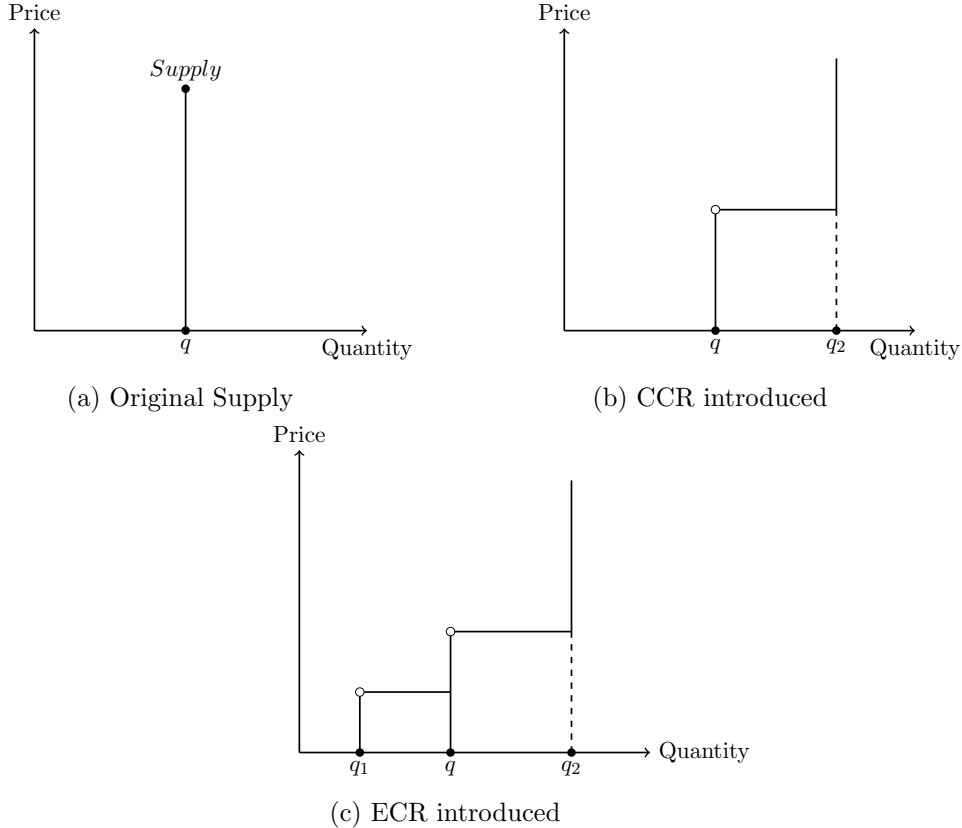 Price
Supply
q
Quantity
(a) Original Supply
Price
q
q₂
Quantity
(b) CCR introduced
Price
q₁
q
q₂
Quantity
(c) ECR introduced